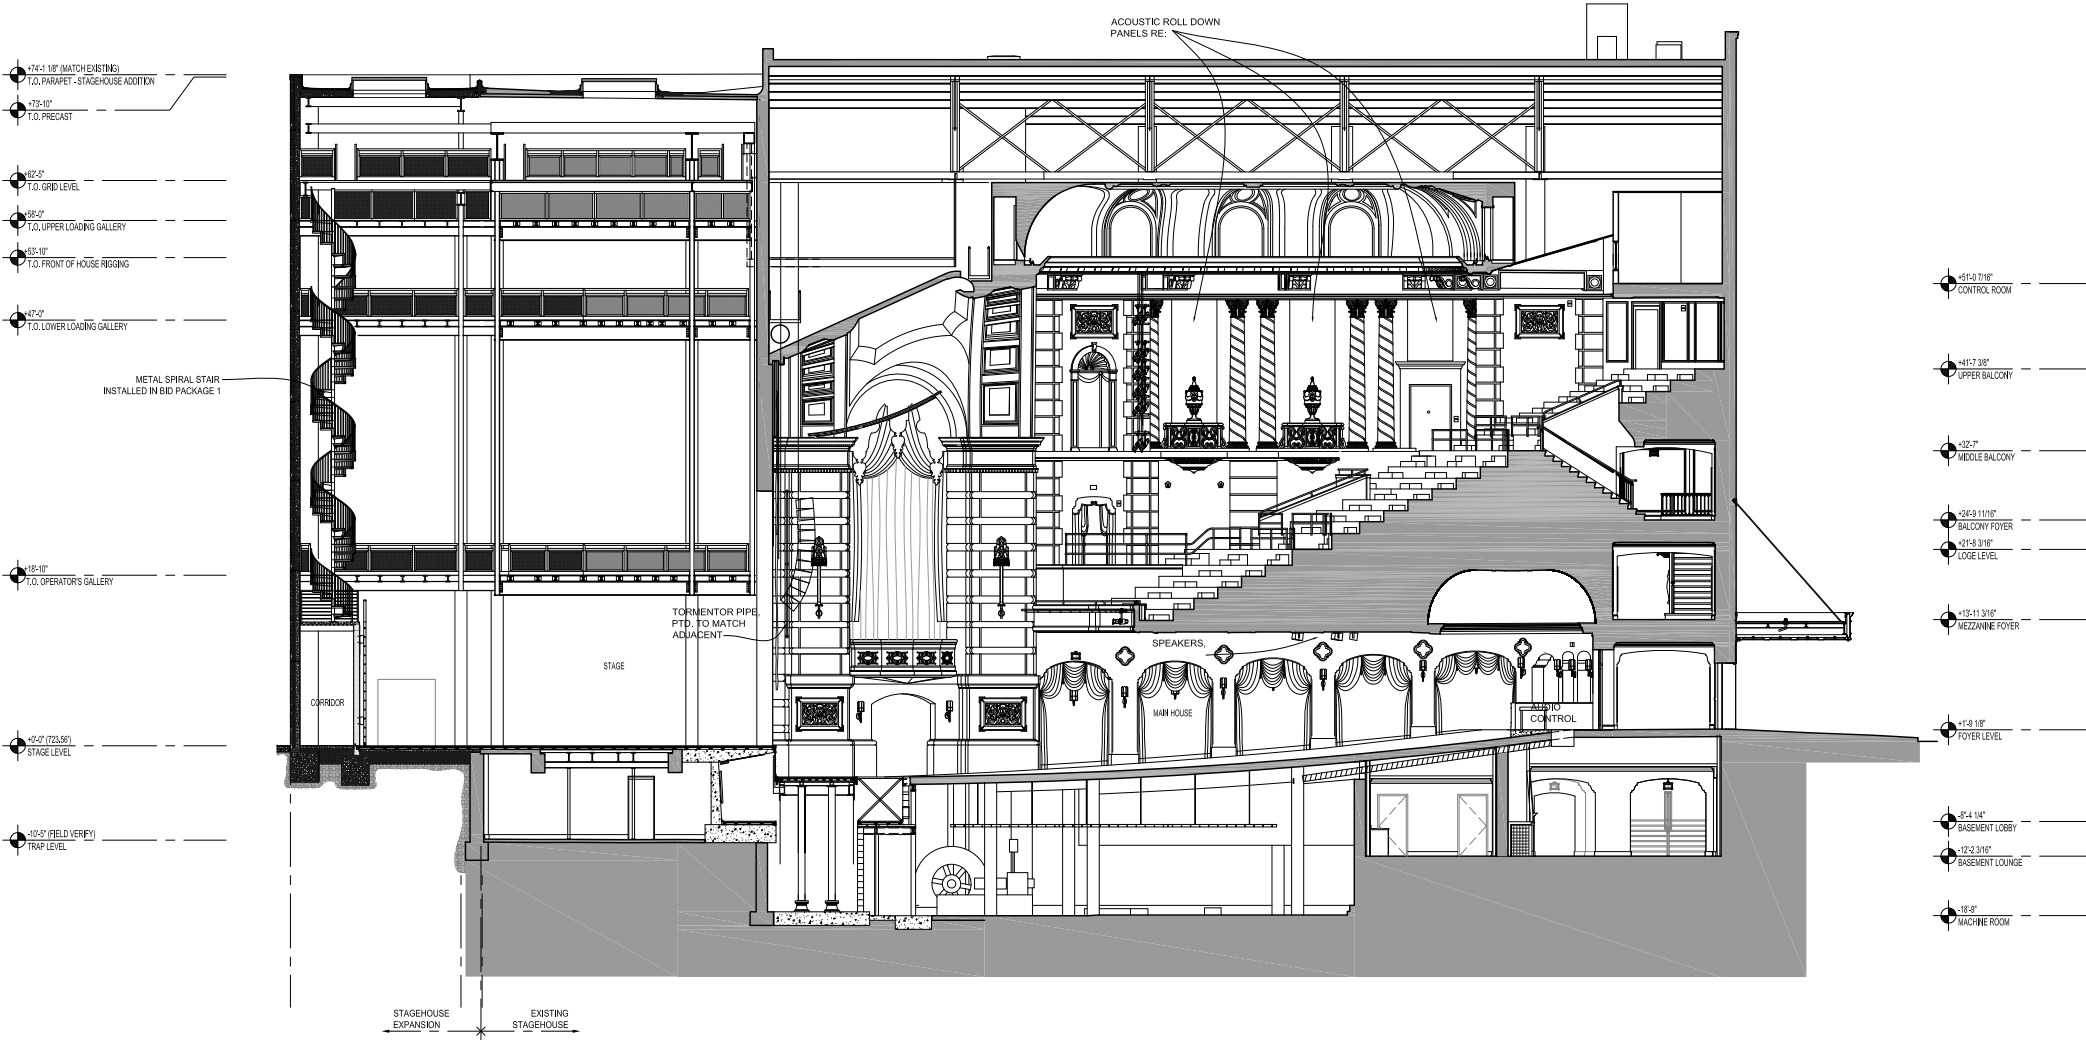 ACOUSTIC ROLL DOWN
PANELS RE:
+74'-1 1/8" (MATCH EXISTING)
T.O. PARAPET - STAGEHOUSE ADDITION
+73'-10"
T.O. PRECAST
+62'-5"
T.O. GRID LEVEL
+58'-0"
T.O. UPPER LOADING GALLERY
+53'-10"
T.O. FRONT OF HOUSE RIGGING
+47'-0"
T.O. LOWER LOADING GALLERY
METAL SPIRAL STAIR
INSTALLED IN BID PACKAGE 1
+18'-10"
T.O. OPERATOR'S GALLERY
+0'-0" (723.56')
STAGE LEVEL
-10'-5" (FIELD VERIFY)
TRAP LEVEL
TORMENTOR PIPE,
PTD. TO MATCH
ADJACENT
STAGE
CORRIDOR
SPEAKERS,
MAIN HOUSE
AUDIO
CONTROL
+51'-0 7/16"
CONTROL ROOM
+41'-7 3/8"
UPPER BALCONY
+32'-7"
MIDDLE BALCONY
+24'-9 11/16"
BALCONY FOYER
+21'-8 3/16"
LOGE LEVEL
+13'-11 3/16"
MEZZANINE FOYER
+1'-9 1/8"
FOYER LEVEL
-8'-4 1/4"
BASEMENT LOBBY
-12'-2 3/16"
BASEMENT LOUNGE
-18'-9"
MACHINE ROOM
STAGEHOUSE
EXPANSION
EXISTING
STAGEHOUSE